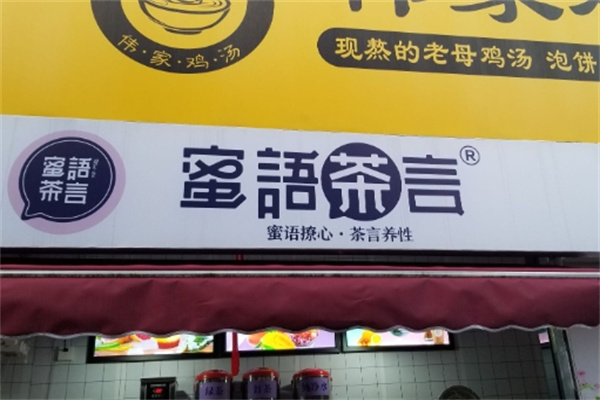 伟·家·鸡·汤
现熬的老母鸡汤 泡饼
蜜語
茶言
蜜語茶言®
蜜语撩心·茶言养性